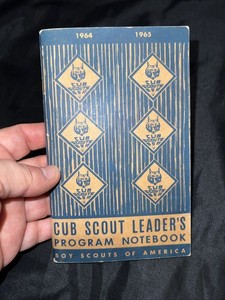 1964 1965
CUB SCOUT LEADER'S
PROGRAM NOTEBOOK
BOY SCOUTS OF AMERICA